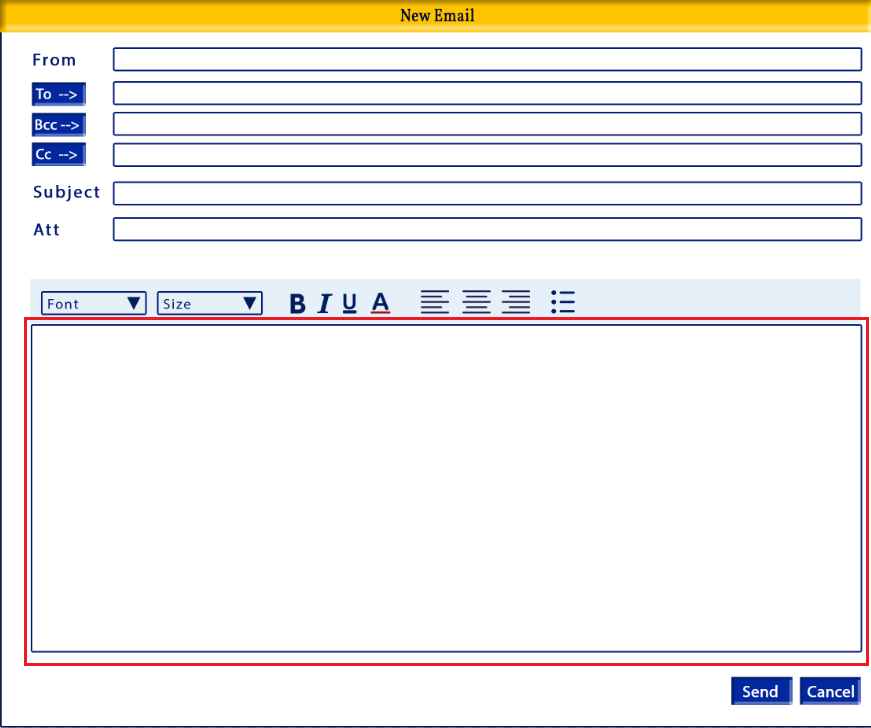 New Email
From
To -->
Bcc -->
Cc -->
Subject
Att
Font Size B I U A
Send Cancel